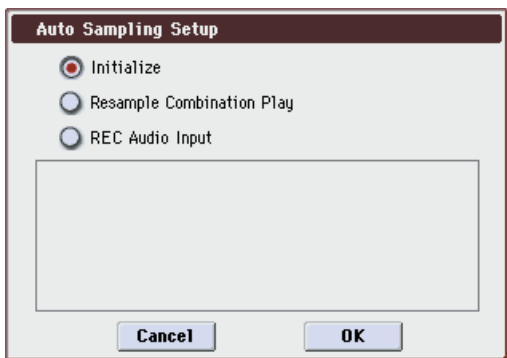 Auto Sampling Setup
Initialize
Resample Combination Play
REC Audio Input
Cancel OK